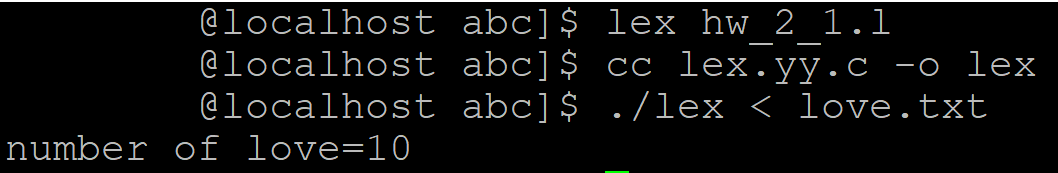 @localhost abc]$ lex hw_2_1.l
@localhost abc]$ cc lex.yy.c -o lex
@localhost abc]$ ./lex < love.txt
number of love=10